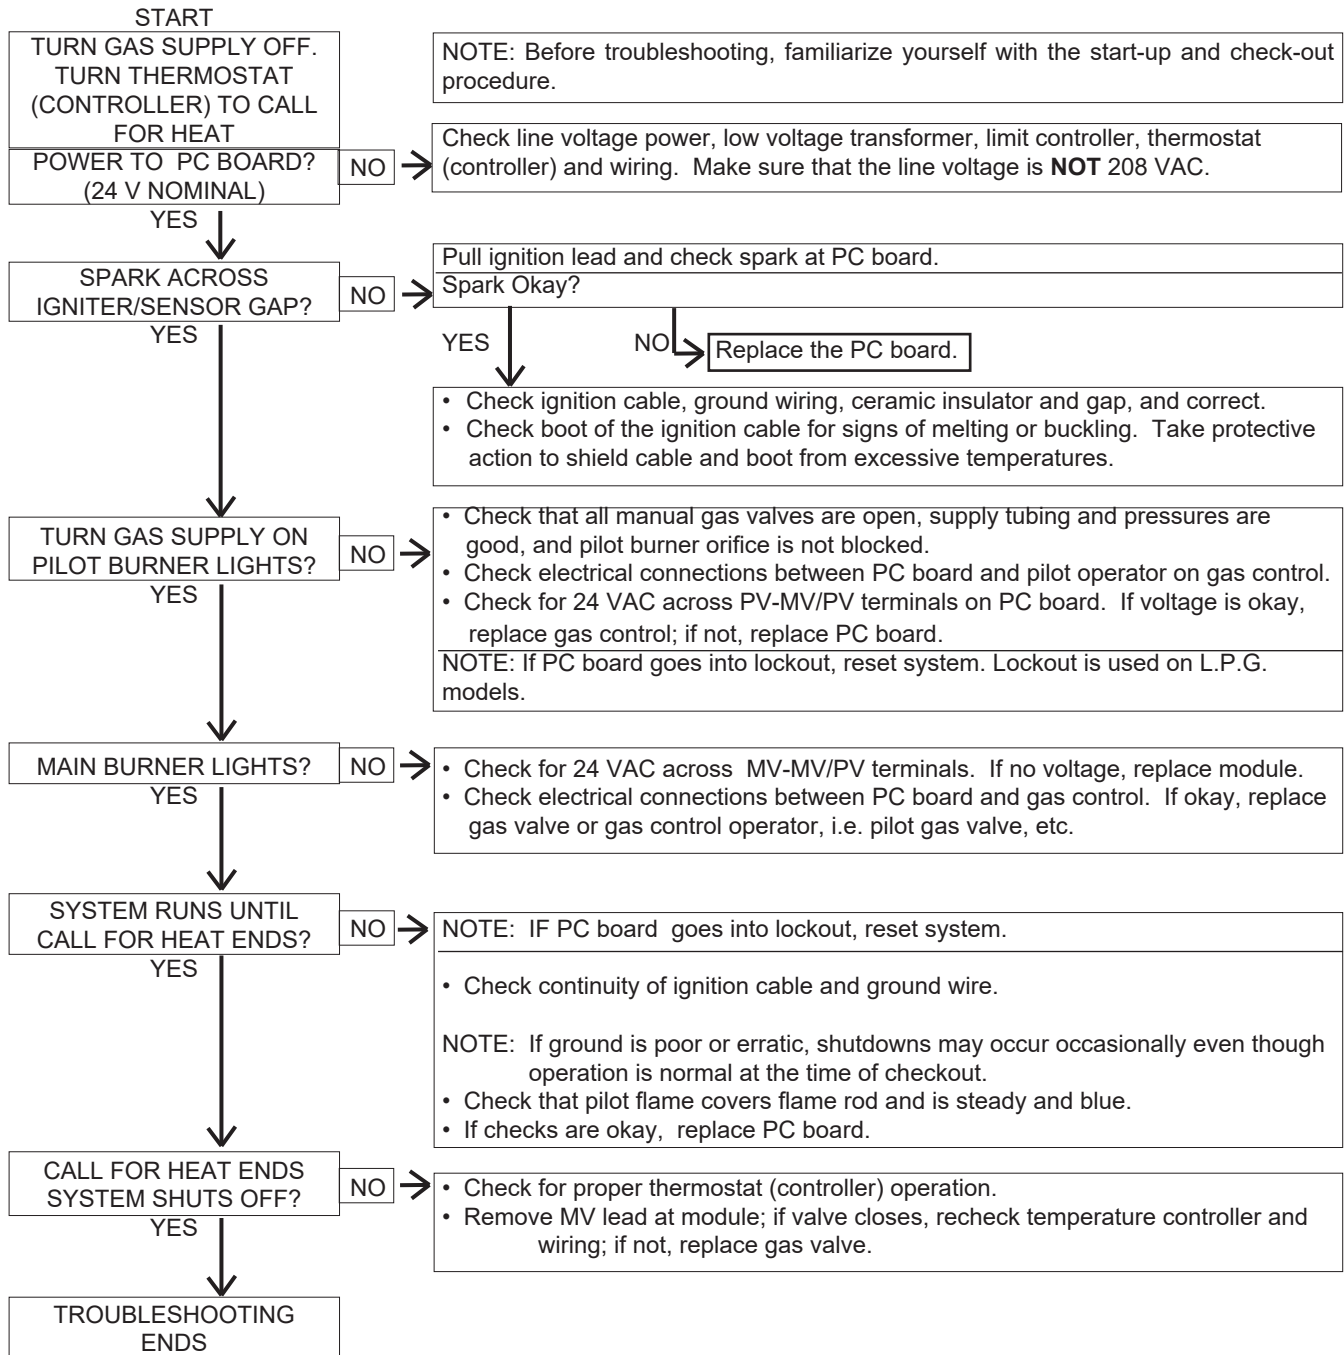 START
TURN GAS SUPPLY OFF.
TURN THERMOSTAT
(CONTROLLER) TO CALL
FOR HEAT
NOTE: Before troubleshooting, familiarize yourself with the start-up and check-out
procedure.
POWER TO PC BOARD?
(24 V NOMINAL)
NO
Check line voltage power, low voltage transformer, limit controller, thermostat
(controller) and wiring. Make sure that the line voltage is NOT 208 VAC.
YES
SPARK ACROSS
IGNITER/SENSOR GAP?
NO
Pull ignition lead and check spark at PC board.
Spark Okay?
YES
YES
NO
Replace the PC board.
• Check ignition cable, ground wiring, ceramic insulator and gap, and correct.
• Check boot of the ignition cable for signs of melting or buckling. Take protective
action to shield cable and boot from excessive temperatures.
TURN GAS SUPPLY ON
PILOT BURNER LIGHTS?
NO
• Check that all manual gas valves are open, supply tubing and pressures are
good, and pilot burner orifice is not blocked.
• Check electrical connections between PC board and pilot operator on gas control.
• Check for 24 VAC across PV-MV/PV terminals on PC board. If voltage is okay,
replace gas control; if not, replace PC board.
NOTE: If PC board goes into lockout, reset system. Lockout is used on L.P.G.
models.
YES
MAIN BURNER LIGHTS?
NO
• Check for 24 VAC across MV-MV/PV terminals. If no voltage, replace module.
• Check electrical connections between PC board and gas control. If okay, replace
gas valve or gas control operator, i.e. pilot gas valve, etc.
YES
SYSTEM RUNS UNTIL
CALL FOR HEAT ENDS?
NO
NOTE: IF PC board goes into lockout, reset system.
• Check continuity of ignition cable and ground wire.
NOTE: If ground is poor or erratic, shutdowns may occur occasionally even though
operation is normal at the time of checkout.
• Check that pilot flame covers flame rod and is steady and blue.
• If checks are okay, replace PC board.
YES
CALL FOR HEAT ENDS
SYSTEM SHUTS OFF?
NO
• Check for proper thermostat (controller) operation.
• Remove MV lead at module; if valve closes, recheck temperature controller and
wiring; if not, replace gas valve.
YES
TROUBLESHOOTING
ENDS